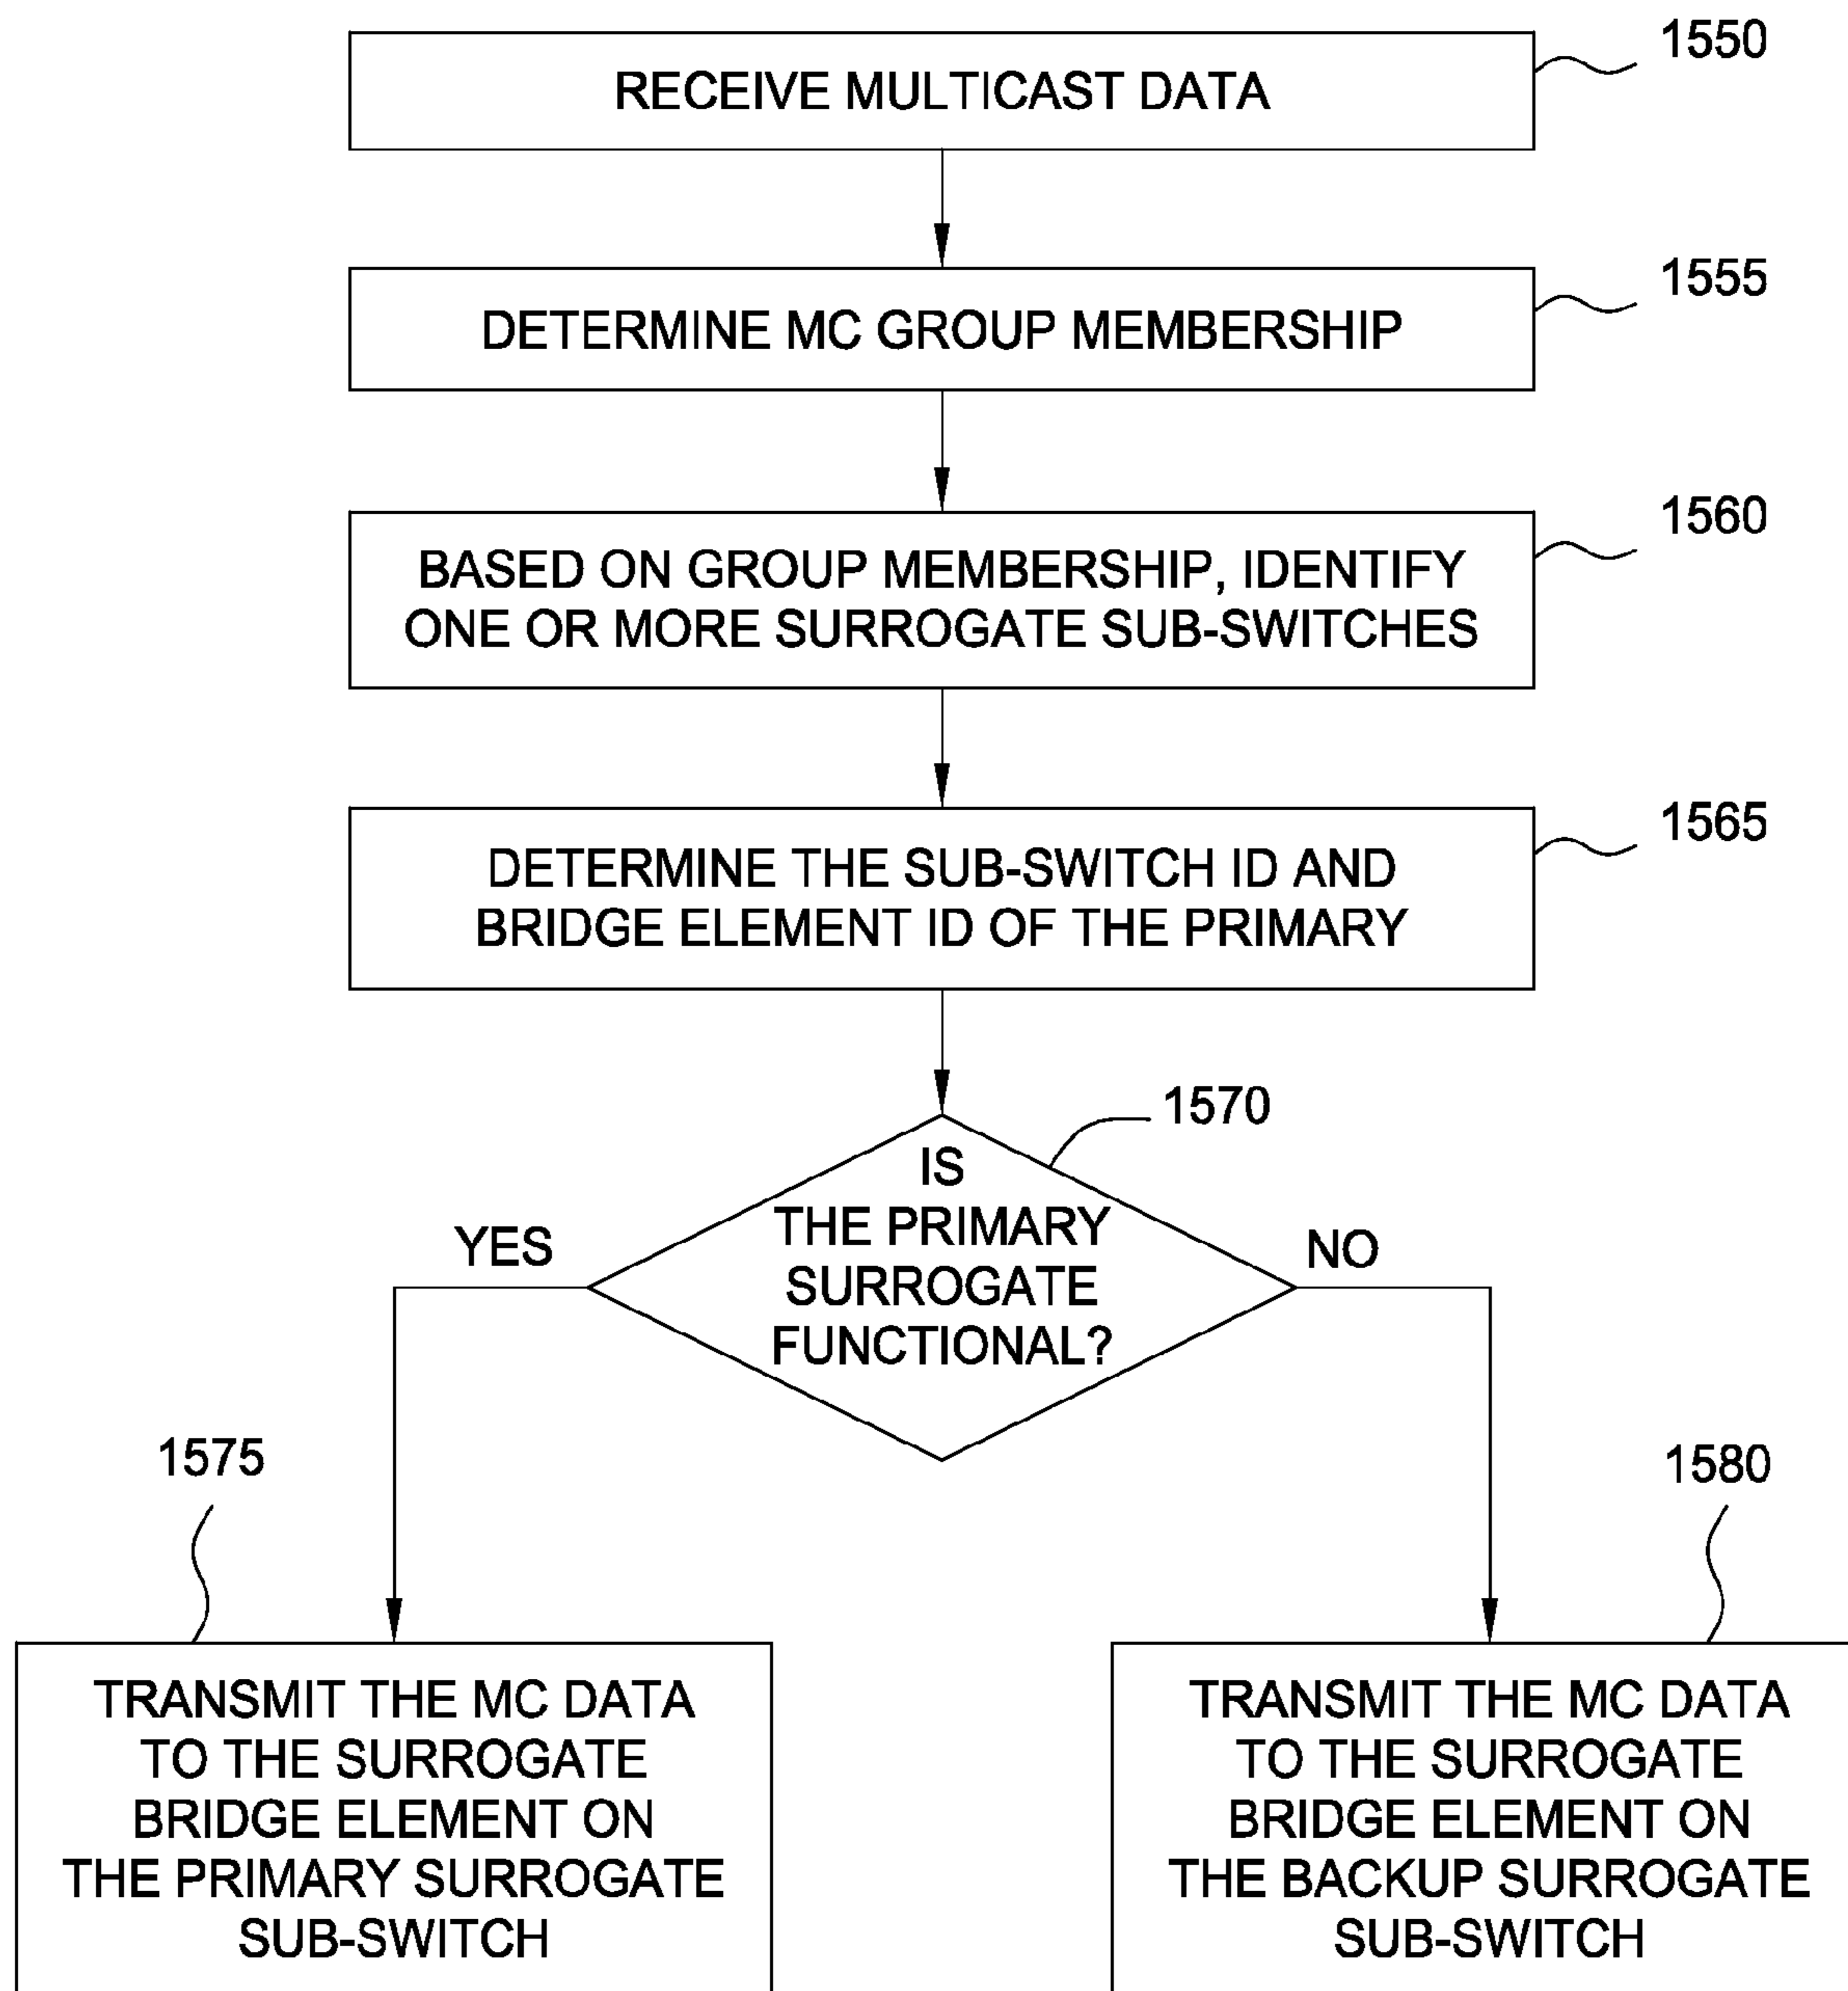 1550
RECEIVE MULTICAST DATA
1555
DETERMINE MC GROUP MEMBERSHIP
1560
BASED ON GROUP MEMBERSHIP, IDENTIFY
ONE OR MORE SURROGATE SUB-SWITCHES
1565
DETERMINE THE SUB-SWITCH ID AND
BRIDGE ELEMENT ID OF THE PRIMARY
1570
IS
THE PRIMARY
SURROGATE
FUNCTIONAL?
YES
NO
1575
TRANSMIT THE MC DATA
TO THE SURROGATE
BRIDGE ELEMENT ON
THE PRIMARY SURROGATE
SUB-SWITCH
1580
TRANSMIT THE MC DATA
TO THE SURROGATE
BRIDGE ELEMENT ON
THE BACKUP SURROGATE
SUB-SWITCH